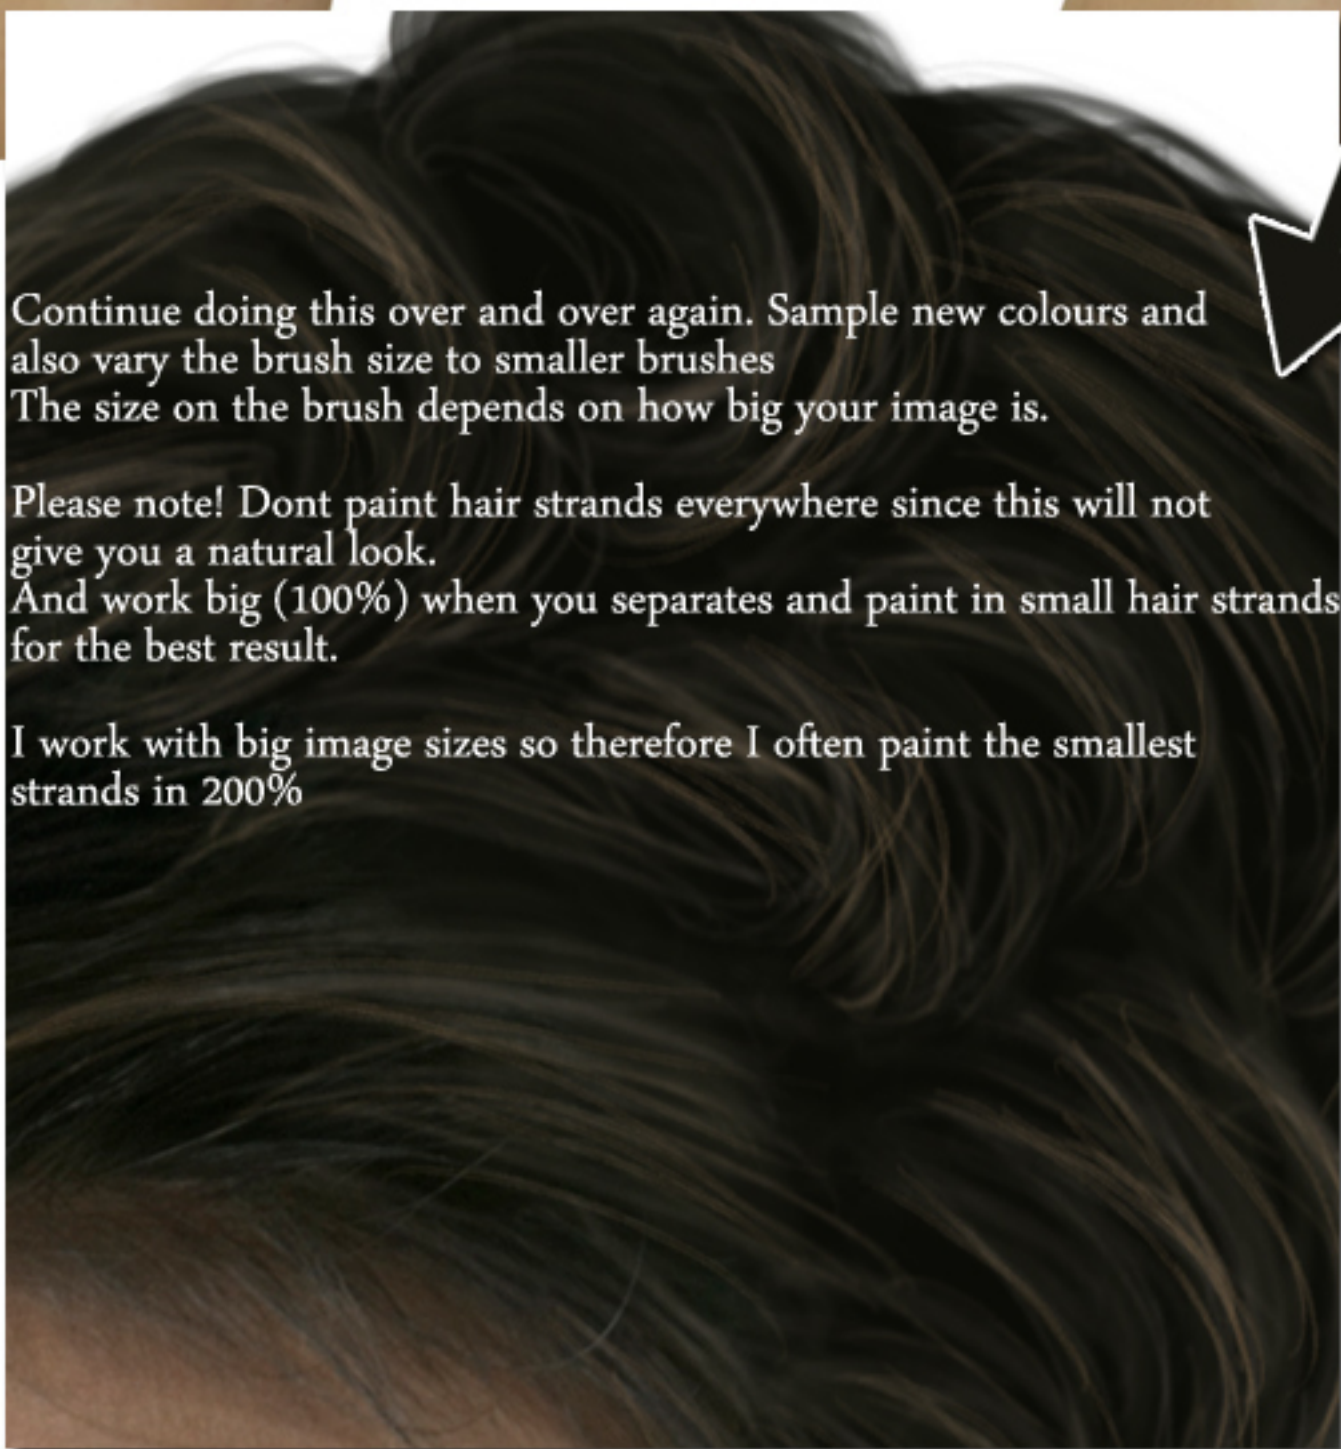 Continue doing this over and over again. Sample new colours and
also vary the brush size to smaller brushes
The size on the brush depends on how big your image is.
Please note! Dont paint hair strands everywhere since this will not
give you a natural look.
And work big (100%) when you separates and paint in small hair strands
for the best result.
I work with big image sizes so therefore I often paint the smallest
strands in 200%